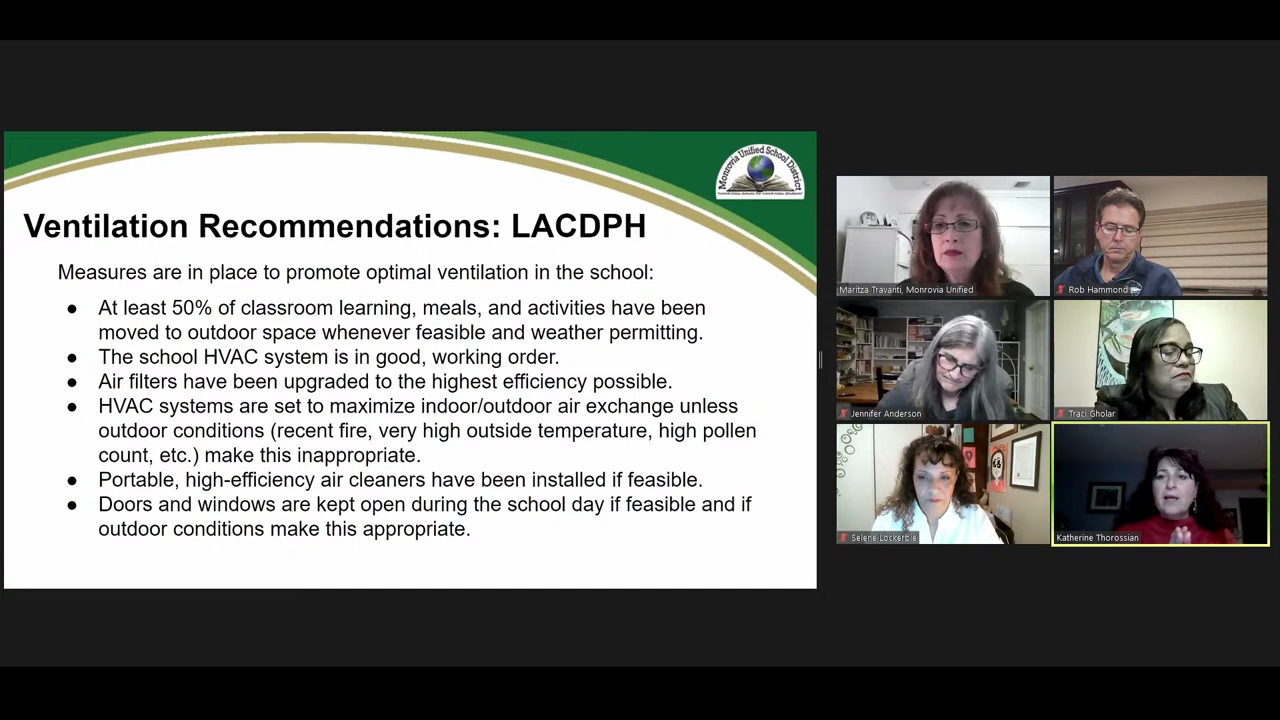 Monrovia Unified School District
Ventilation Recommendations: LACDPH
Measures are in place to promote optimal ventilation in the school:
● At least 50% of classroom learning, meals, and activities have been
moved to outdoor space whenever feasible and weather permitting.
● The school HVAC system is in good, working order.
● Air filters have been upgraded to the highest efficiency possible.
● HVAC systems are set to maximize indoor/outdoor air exchange unless
outdoor conditions (recent fire, very high outside temperature, high pollen
count, etc.) make this inappropriate.
● Portable, high-efficiency air cleaners have been installed if feasible.
● Doors and windows are kept open during the school day if feasible and if
outdoor conditions make this appropriate.
Maritza Travanti, Monrovia Unified
Rob Hammond
Jennifer Anderson
Traci Gholar
Selene Lockerbie
Katherine Thorossian